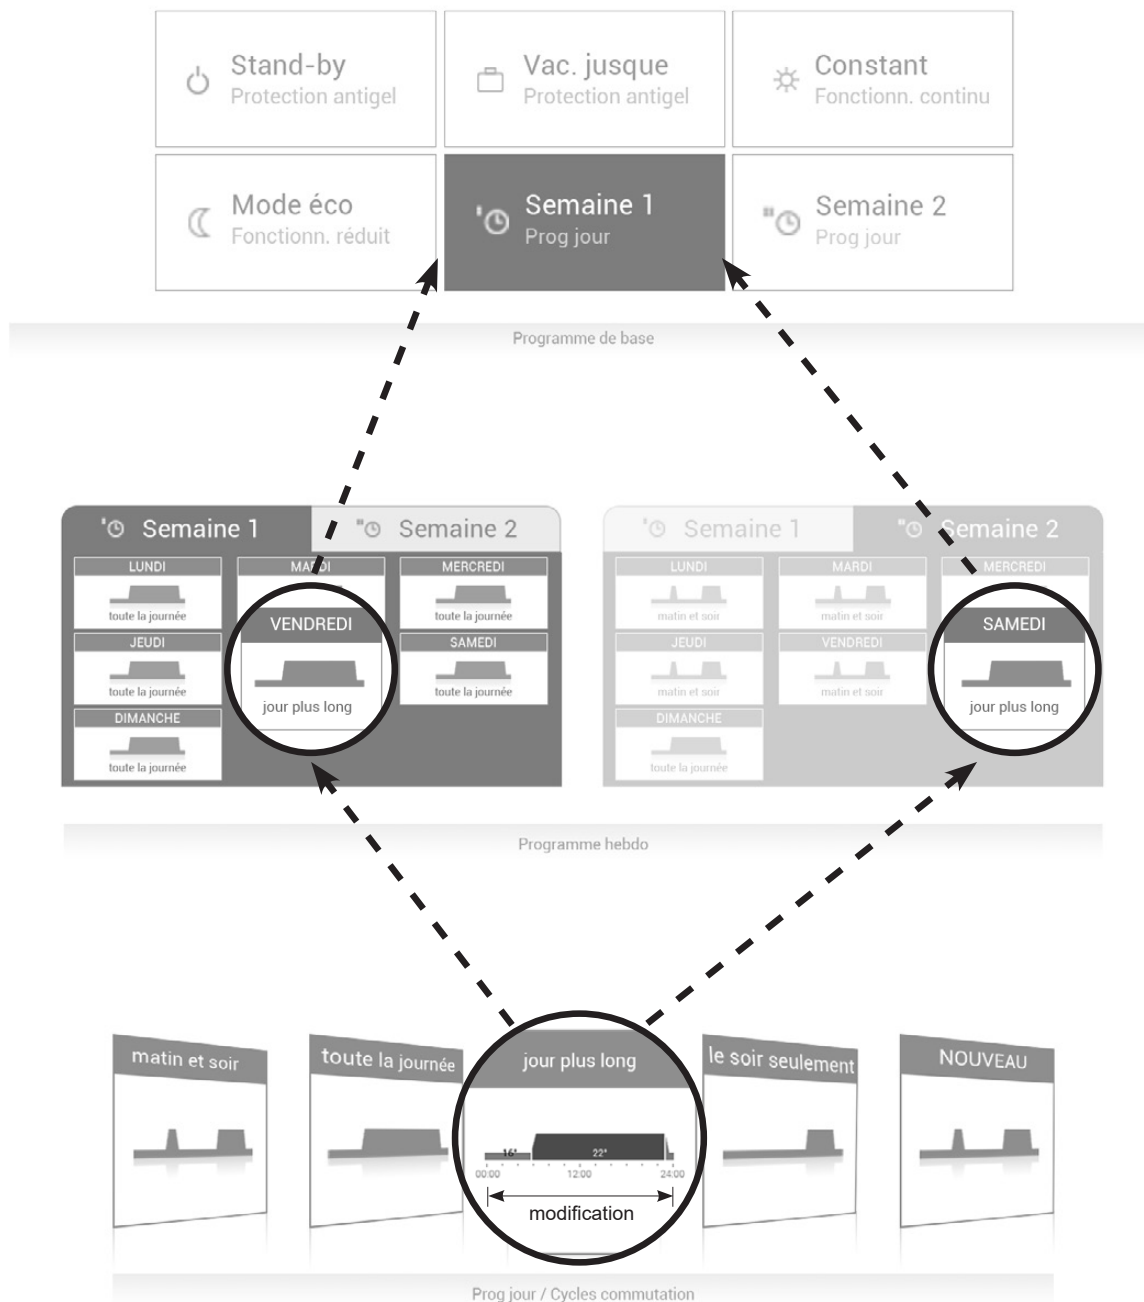 Stand-by
Protection antigel
Vac. jusque
Protection antigel
Constant
Fonctionn. continu
Mode éco
Fonctionn. réduit
Semaine 1
Prog jour
Semaine 2
Prog jour
Programme de base
Semaine 1
Semaine 2
LUNDI
toute la journée
MARDI
MERCREDI
toute la journée
JEUDI
toute la journée
VENDREDI
jour plus long
SAMEDI
toute la journée
DIMANCHE
toute la journée
Semaine 1
Semaine 2
LUNDI
matin et soir
MARDI
matin et soir
MERCREDI
JEUDI
matin et soir
VENDREDI
matin et soir
SAMEDI
jour plus long
DIMANCHE
toute la journée
Programme hebdo
matin et soir
toute la journée
jour plus long
16°
22°
00:00
12:00
24:00
modification
le soir seulement
NOUVEAU
Prog jour / Cycles commutation